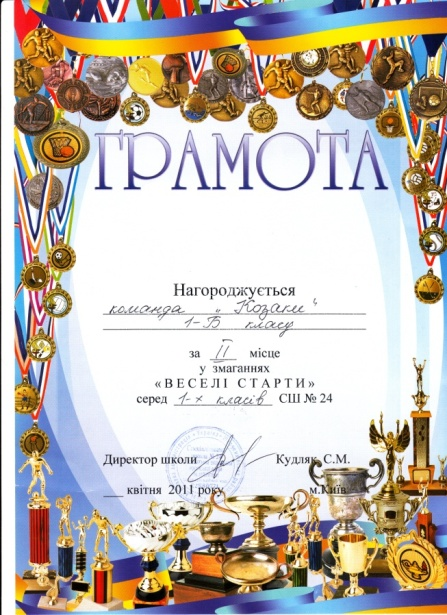 ГРАМОТА
Нагороджується
команда „Козаки“
1-Б класу
за II місце
у змаганнях
«ВЕСЕЛІ СТАРТИ»
серед 1-х класів СШ № 24
Директор школи Кудляк С.М.
___ квітня 2011 року м.Київ